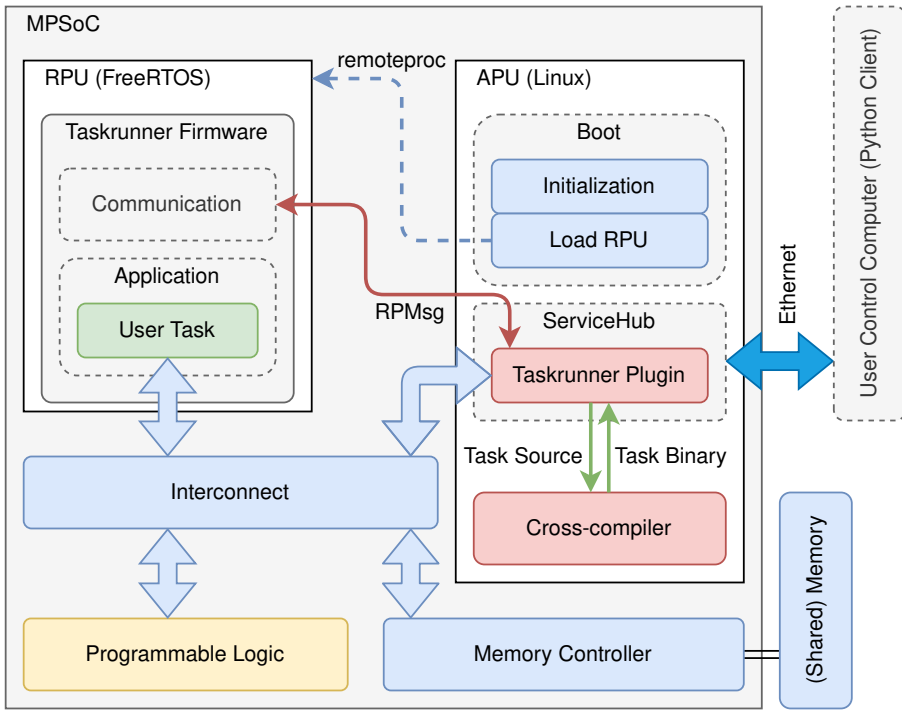 MPSoC
RPU (FreeRTOS)
Taskrunner Firmware
Communication
Application
User Task
remoteproc
APU (Linux)
Boot
Initialization
Load RPU
RPMsg
ServiceHub
Taskrunner Plugin
Task Source
Task Binary
Cross-compiler
Ethernet
User Control Computer (Python Client)
Interconnect
Programmable Logic
Memory Controller
(Shared) Memory